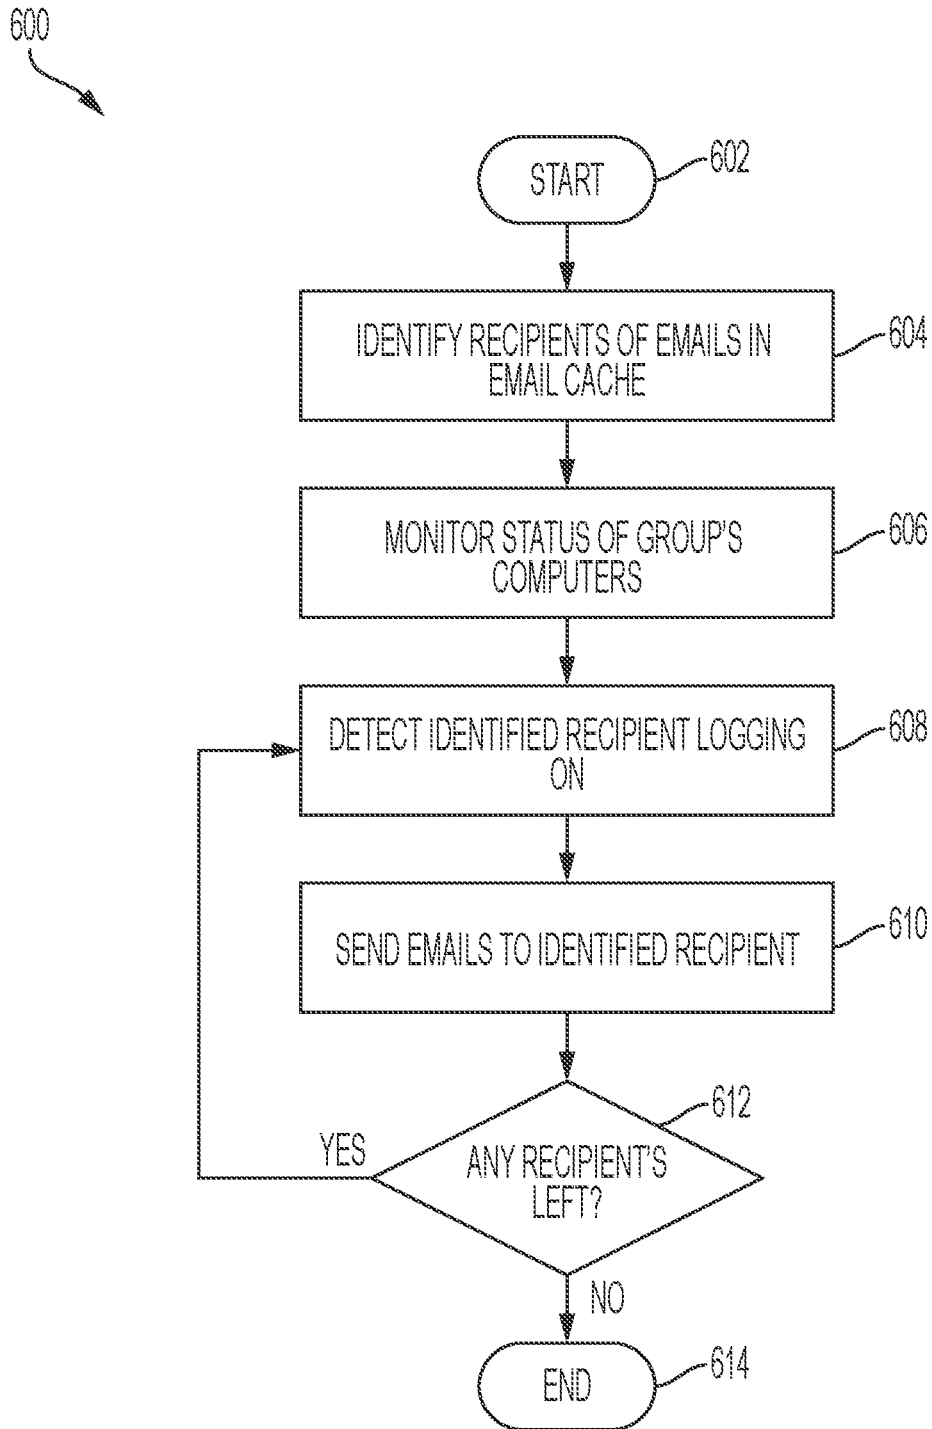 600
START
602
IDENTIFY RECIPIENTS OF EMAILS IN
EMAIL CACHE
604
MONITOR STATUS OF GROUP'S
COMPUTERS
606
DETECT IDENTIFIED RECIPIENT LOGGING
ON
608
SEND EMAILS TO IDENTIFIED RECIPIENT
610
612
YES
ANY RECIPIENT'S
LEFT?
NO
END
614